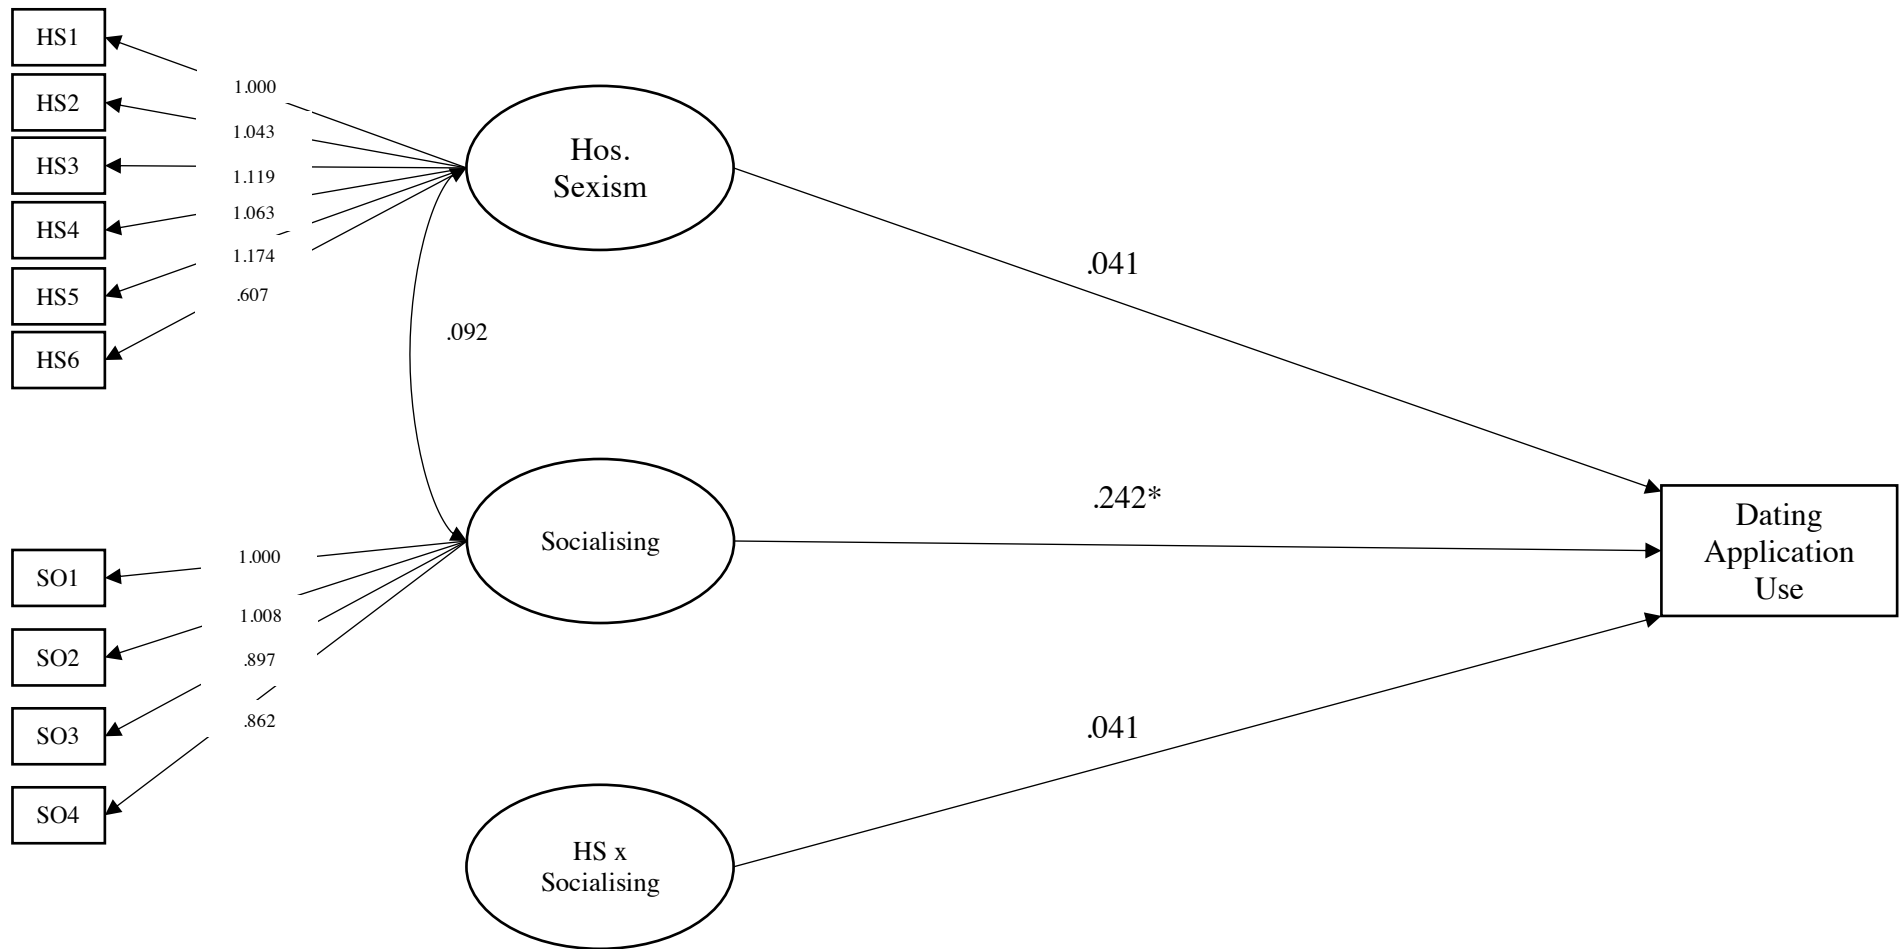 HS1
HS2
HS3
HS4
HS5
HS6
1.000
1.043
1.119
1.063
1.174
.607
Hos.
Sexism
.041
.092
Socialising
.242*
Dating
Application
Use
SO1
SO2
SO3
SO4
1.000
1.008
.897
.862
.041
HS x
Socialising